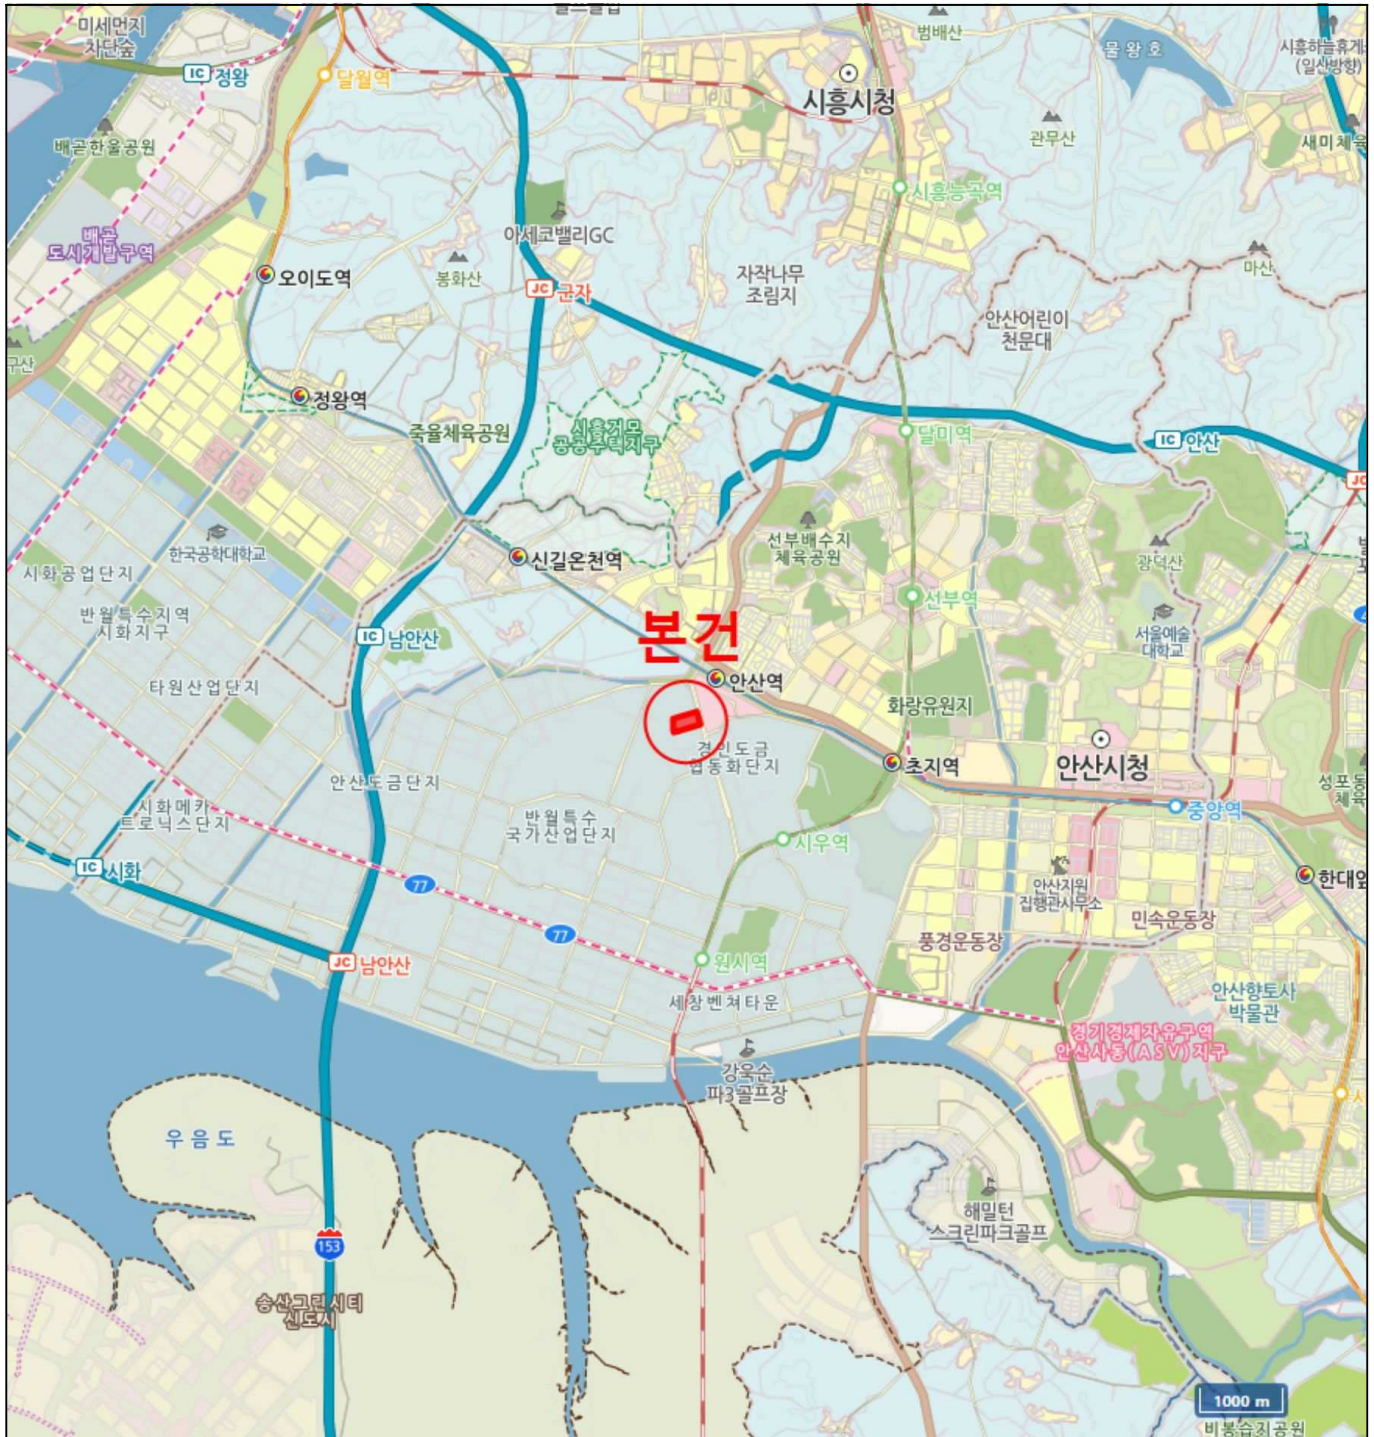 미세먼지
차단숲
범배산
물왕호
시흥하늘휴게
(일산방향)
IC 정왕
달월역
시흥시청
관무산
새미체육
배곧한울공원
시흥능곡역
배곧
도시개발구역
아세코밸리GC
봉화산
오이도역
JC 군자
자작나무
조림지
마산
안산어린이
천문대
구산
정왕역
죽율체육공원
시흥거모
공공주택지구
달미역
IC 안산
JC
한국공학대학교
시화공업단지
신길온천역
선부배수지
체육공원
광덕산
반월특수지역
시화지구
선부역
IC 남안산
본건
서울예술
대학교
타원산업단지
안산역
화랑유원지
경인도금
협동화단지
초지역
안산시청
안산도금단지
성포동
체육
시화메카
트로닉스단지
반월특수
국가산업단지
중앙역
시우역
IC 시화
77
한대앞
안산지원
집행관사무소
77
민속운동장
풍경운동장
JC 남안산
원시역
세창벤쳐타운
안산향토사
박물관
경기경제자유구역
안산사동(ASV)지구
강욱순
파3골프장
우음도
해밀턴
스크린파크골프
153
송산그린시티
신도시
1000 m
비봉습지공원